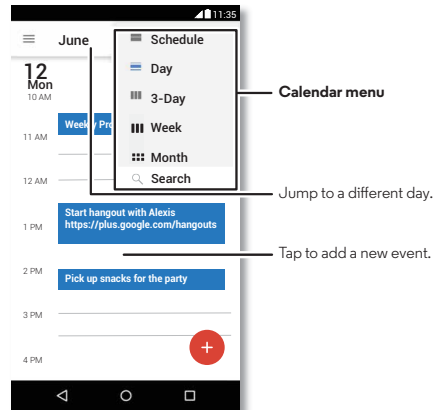 11:35
June
Schedule
Day
3-Day
Week
Month
Search
Calendar menu
12
Mon
10 AM
11 AM
Weekly Pro
12 AM
Jump to a different day.
1 PM
Start hangout with Alexis
https://plus.google.com/hangouts
Tap to add a new event.
2 PM
Pick up snacks for the party
3 PM
4 PM